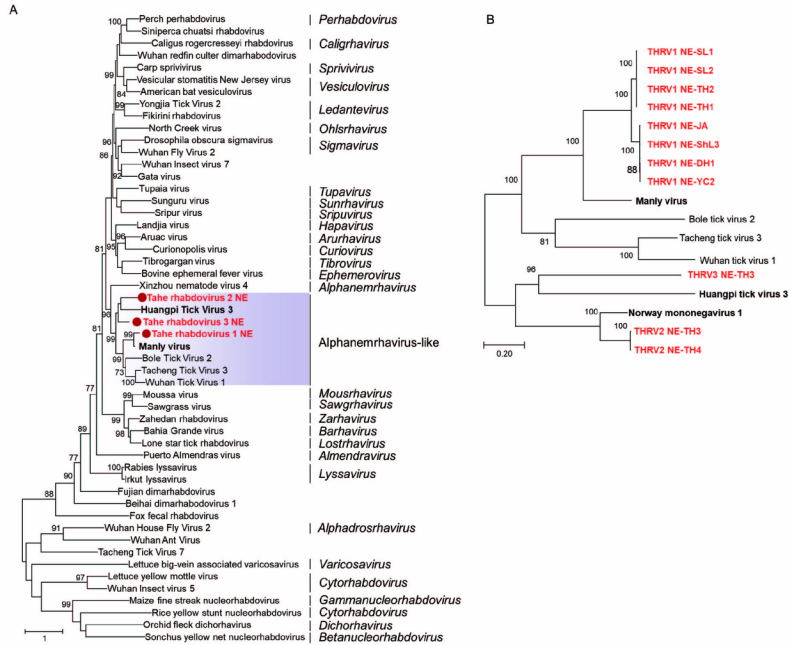 A
Perch perhabdovirus
Perhabdovirus
100
Siniperca chuatsi rhabdovirus
Caligus rogercresseyi rhabdovirus
Caligrhavirus
Wuhan redfin culter dimarhabodovirus
Carp sprivivirus
Sprivivirus
99
Vesicular stomatitis New Jersey virus
Vesiculovirus
84
American bat vesiculovirus
Yongjia Tick Virus 2
Ledantevirus
99
Fikirini rhabdovirus
North Creek virus
Ohlsrhavirus
96
Drosophila obscura sigmavirus
Sigmavirus
Wuhan Fly Virus 2
86
Wuhan Insect virus 7
92
Gata virus
Tupaia virus
Tupavirus
Sunguru virus
Sunrhavirus
Sripur virus
Sripuvirus
Landjia virus
Hapavirus
96
Aruac virus
Arurhavirus
95
Curionopolis virus
Curiovirus
81
Tibrogargan virus
Tibrovirus
Bovine ephemeral fever virus
Ephemerovirus
Xinzhou nematode virus 4
Alphanemrhavirus
Tahe rhabdovirus 2 NE
96
Huangpi Tick Virus 3
Tahe rhabdovirus 3 NE
81
99
99
Tahe rhabdovirus 1 NE
Alphanemrhavirus-like
Manly virus
99
Bole Tick Virus 2
73
Tacheng Tick Virus 3
100
Wuhan Tick Virus 1
77
99
Moussa virus
Mousrhavirus
Sawgrass virus
Sawgrhavirus
99
Zahedan rhabdovirus
Zarhavirus
98
Bahia Grande virus
Barhavirus
89
Lone star tick rhabdovirus
Lostrhavirus
77
Puerto Almendras virus
Almendravirus
100
Rabies lyssavirus
Lyssavirus
90
Irkut lyssavirus
88
Fujian dimarhabdovirus
Beihai dimarhabodovirus 1
Fox fecal rhabdovirus
91
Wuhan House Fly Virus 2
Alphadrosrhavirus
Wuhan Ant Virus
Tacheng Tick Virus 7
Lettuce big-vein associated varicosavirus
Varicosavirus
97
Lettuce yellow mottle virus
Cytorhabdovirus
Wuhan Insect virus 5
99
Maize fine streak nucleorhabdovirus
Gammanucleorhabdovirus
Rice yellow stunt nucleorhabdovirus
Cytorhabdovirus
Orchid fleck dichorhavirus
Dichorhavirus
1
Sonchus yellow net nucleorhabdovirus
Betanucleorhabdovirus
B
THRV1 NE-SL1
100
THRV1 NE-SL2
THRV1 NE-TH2
100
THRV1 NE-TH1
THRV1 NE-JA
100
100
THRV1 NE-ShL3
88
THRV1 NE-DH1
100
THRV1 NE-YC2
Manly virus
Bole tick virus 2
81
Tacheng tick virus 3
100
Wuhan tick virus 1
96
THRV3 NE-TH3
Huangpi tick virus 3
100
Norway mononegavirus 1
100
THRV2 NE-TH3
0.20
THRV2 NE-TH4